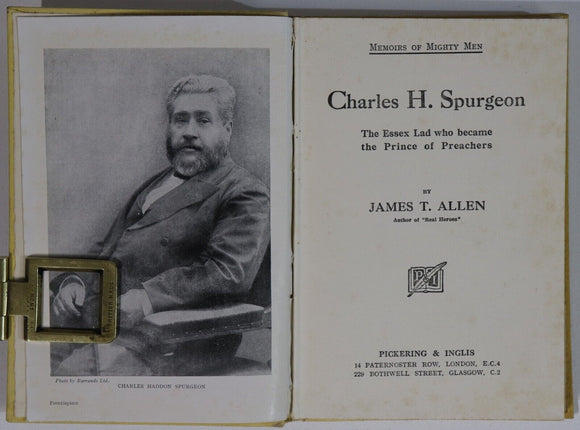 Photo by Barrauds Ltd.
CHARLES HADDON SPURGEON
Frontispiece
MEMOIRS OF MIGHTY MEN
Charles H. Spurgeon
The Essex Lad who became
the Prince of Preachers
BY
JAMES T. ALLEN
Author of "Real Heroes"
P I
PICKERING & INGLIS
14 PATERNOSTER ROW, LONDON, E.C.4
229 BOTHWELL STREET, GLASGOW, C.2